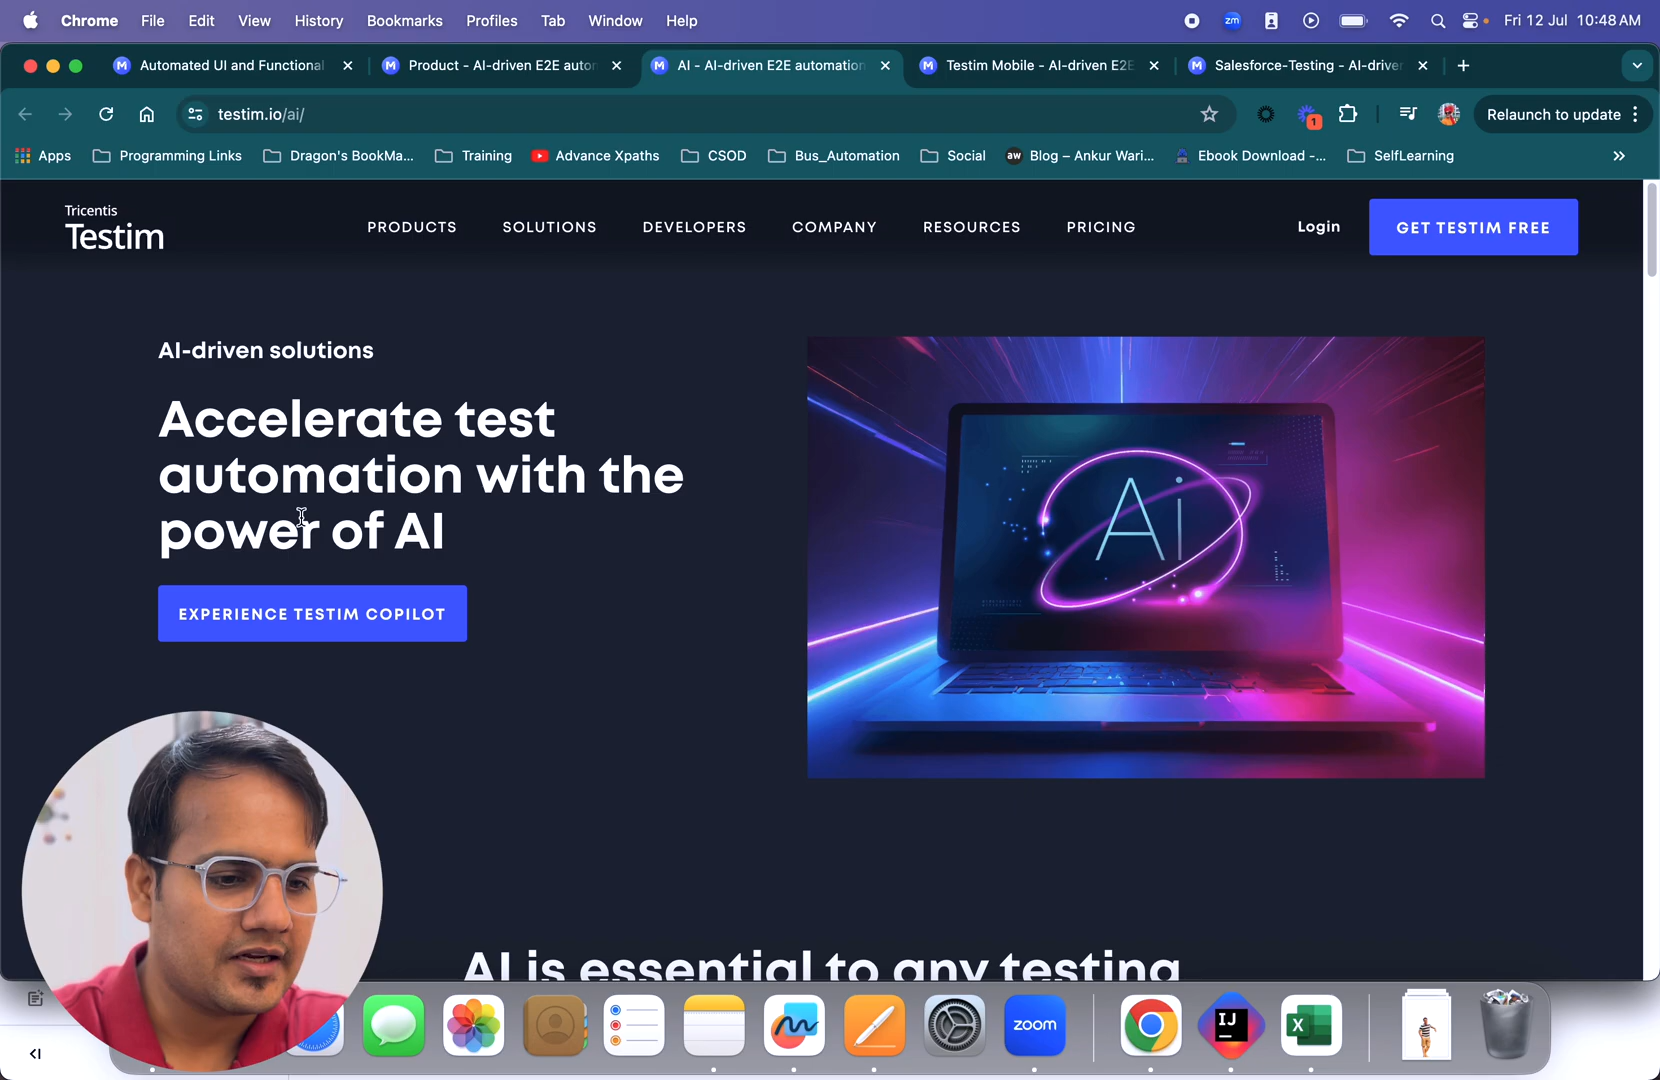 Chrome File Edit View History Bookmarks Profiles Tab Window Help zm Fri 12 Jul 10:48 AM
Automated UI and Functional Product - AI-driven E2E auton AI - AI-driven E2E automation Testim Mobile - AI-driven E2E Salesforce-Testing - AI-driver
testim.io/ai/ 1 Relaunch to update
Apps Programming Links Dragon's BookMa... Training Advance Xpaths CSOD Bus_Automation Social aw Blog – Ankur Wari... Ebook Download -... SelfLearning »
Tricentis
Testim
PRODUCTS SOLUTIONS DEVELOPERS COMPANY RESOURCES PRICING Login GET TESTIM FREE
AI-driven solutions
Accelerate test
automation with the
power of AI
EXPERIENCE TESTIM COPILOT
Ai
AI is essential to any testing
zoom IJ X